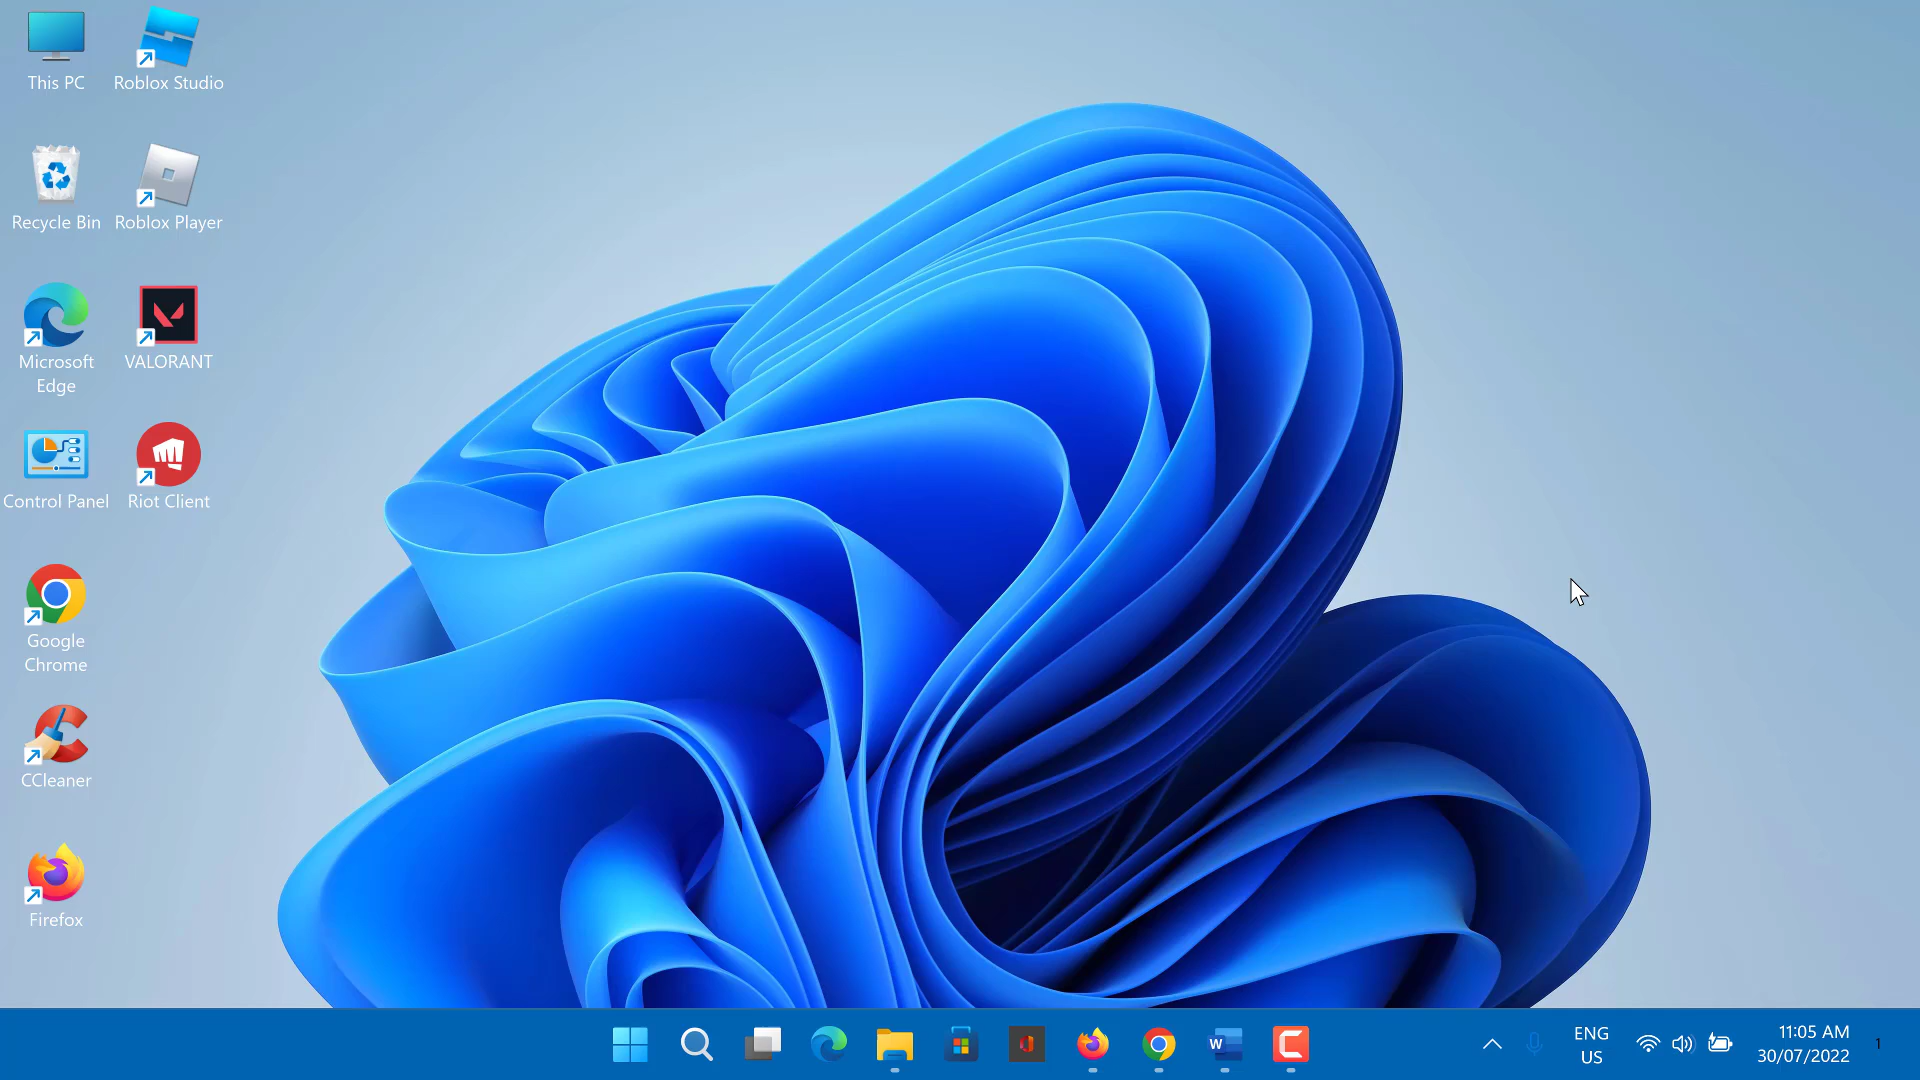 This PC
Roblox Studio
Recycle Bin
Roblox Player
Microsoft
Edge
VALORANT
Control Panel
Riot Client
Google
Chrome
CCleaner
Firefox
W
ENG
US
11:05 AM
30/07/2022
1